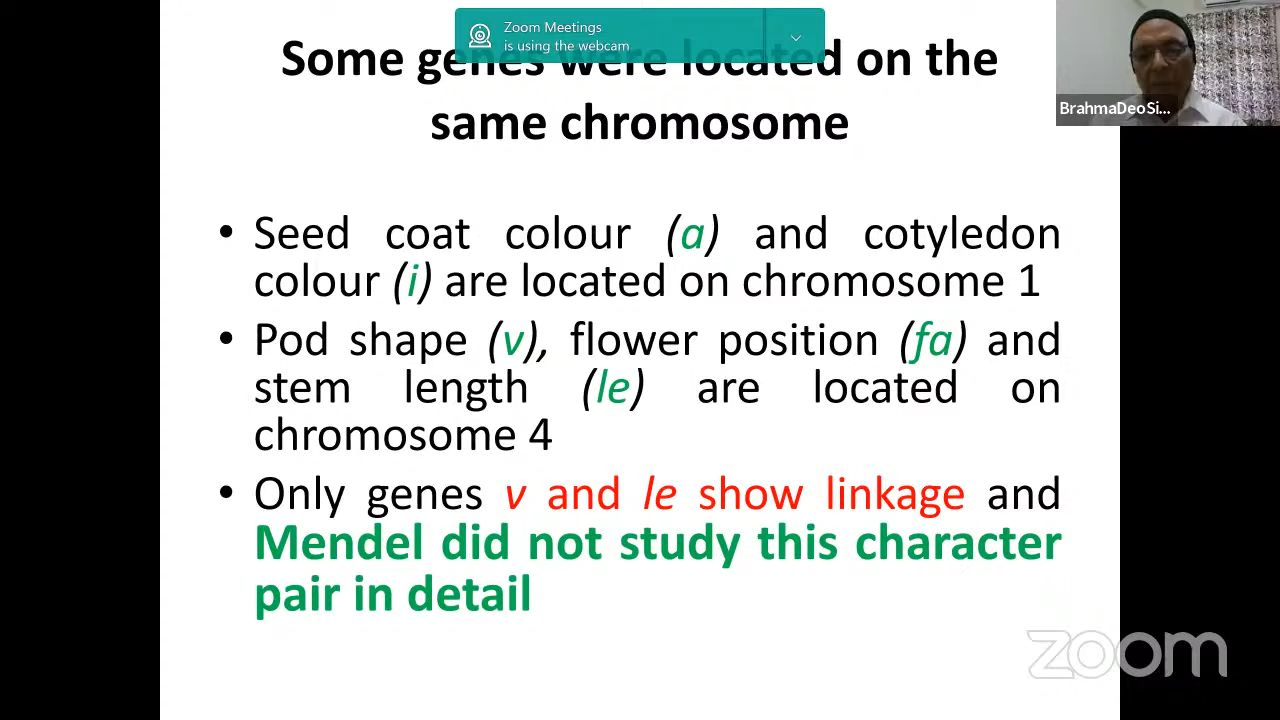 Zoom Meetings
is using the webcam
Some genes were located on the
same chromosome
BrahmaDeoSi...
• Seed coat colour (a) and cotyledon
colour (i) are located on chromosome 1
• Pod shape (v), flower position (fa) and
stem length (le) are located on
chromosome 4
• Only genes v and le show linkage and
Mendel did not study this character
pair in detail
zoom